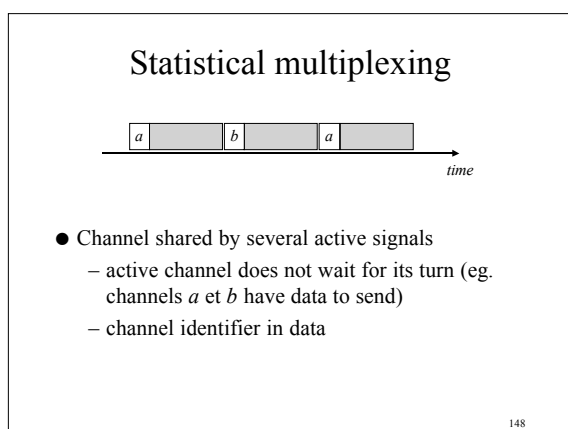 Statistical multiplexing
a b a
time
● Channel shared by several active signals
– active channel does not wait for its turn (eg.
channels a et b have data to send)
– channel identifier in data
148